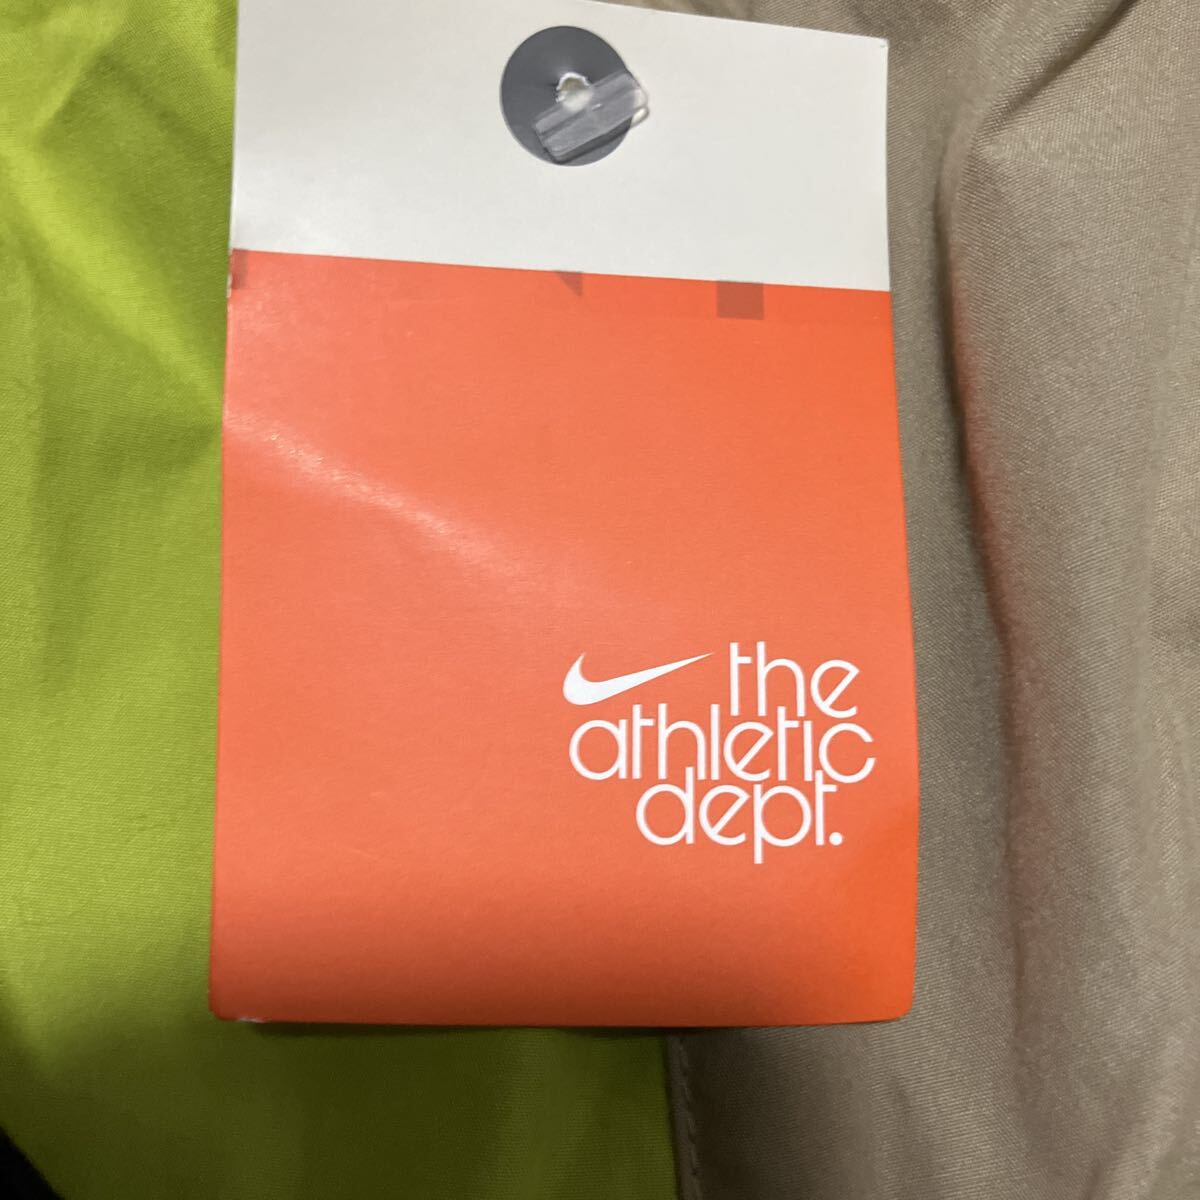 the
athletic
dept.